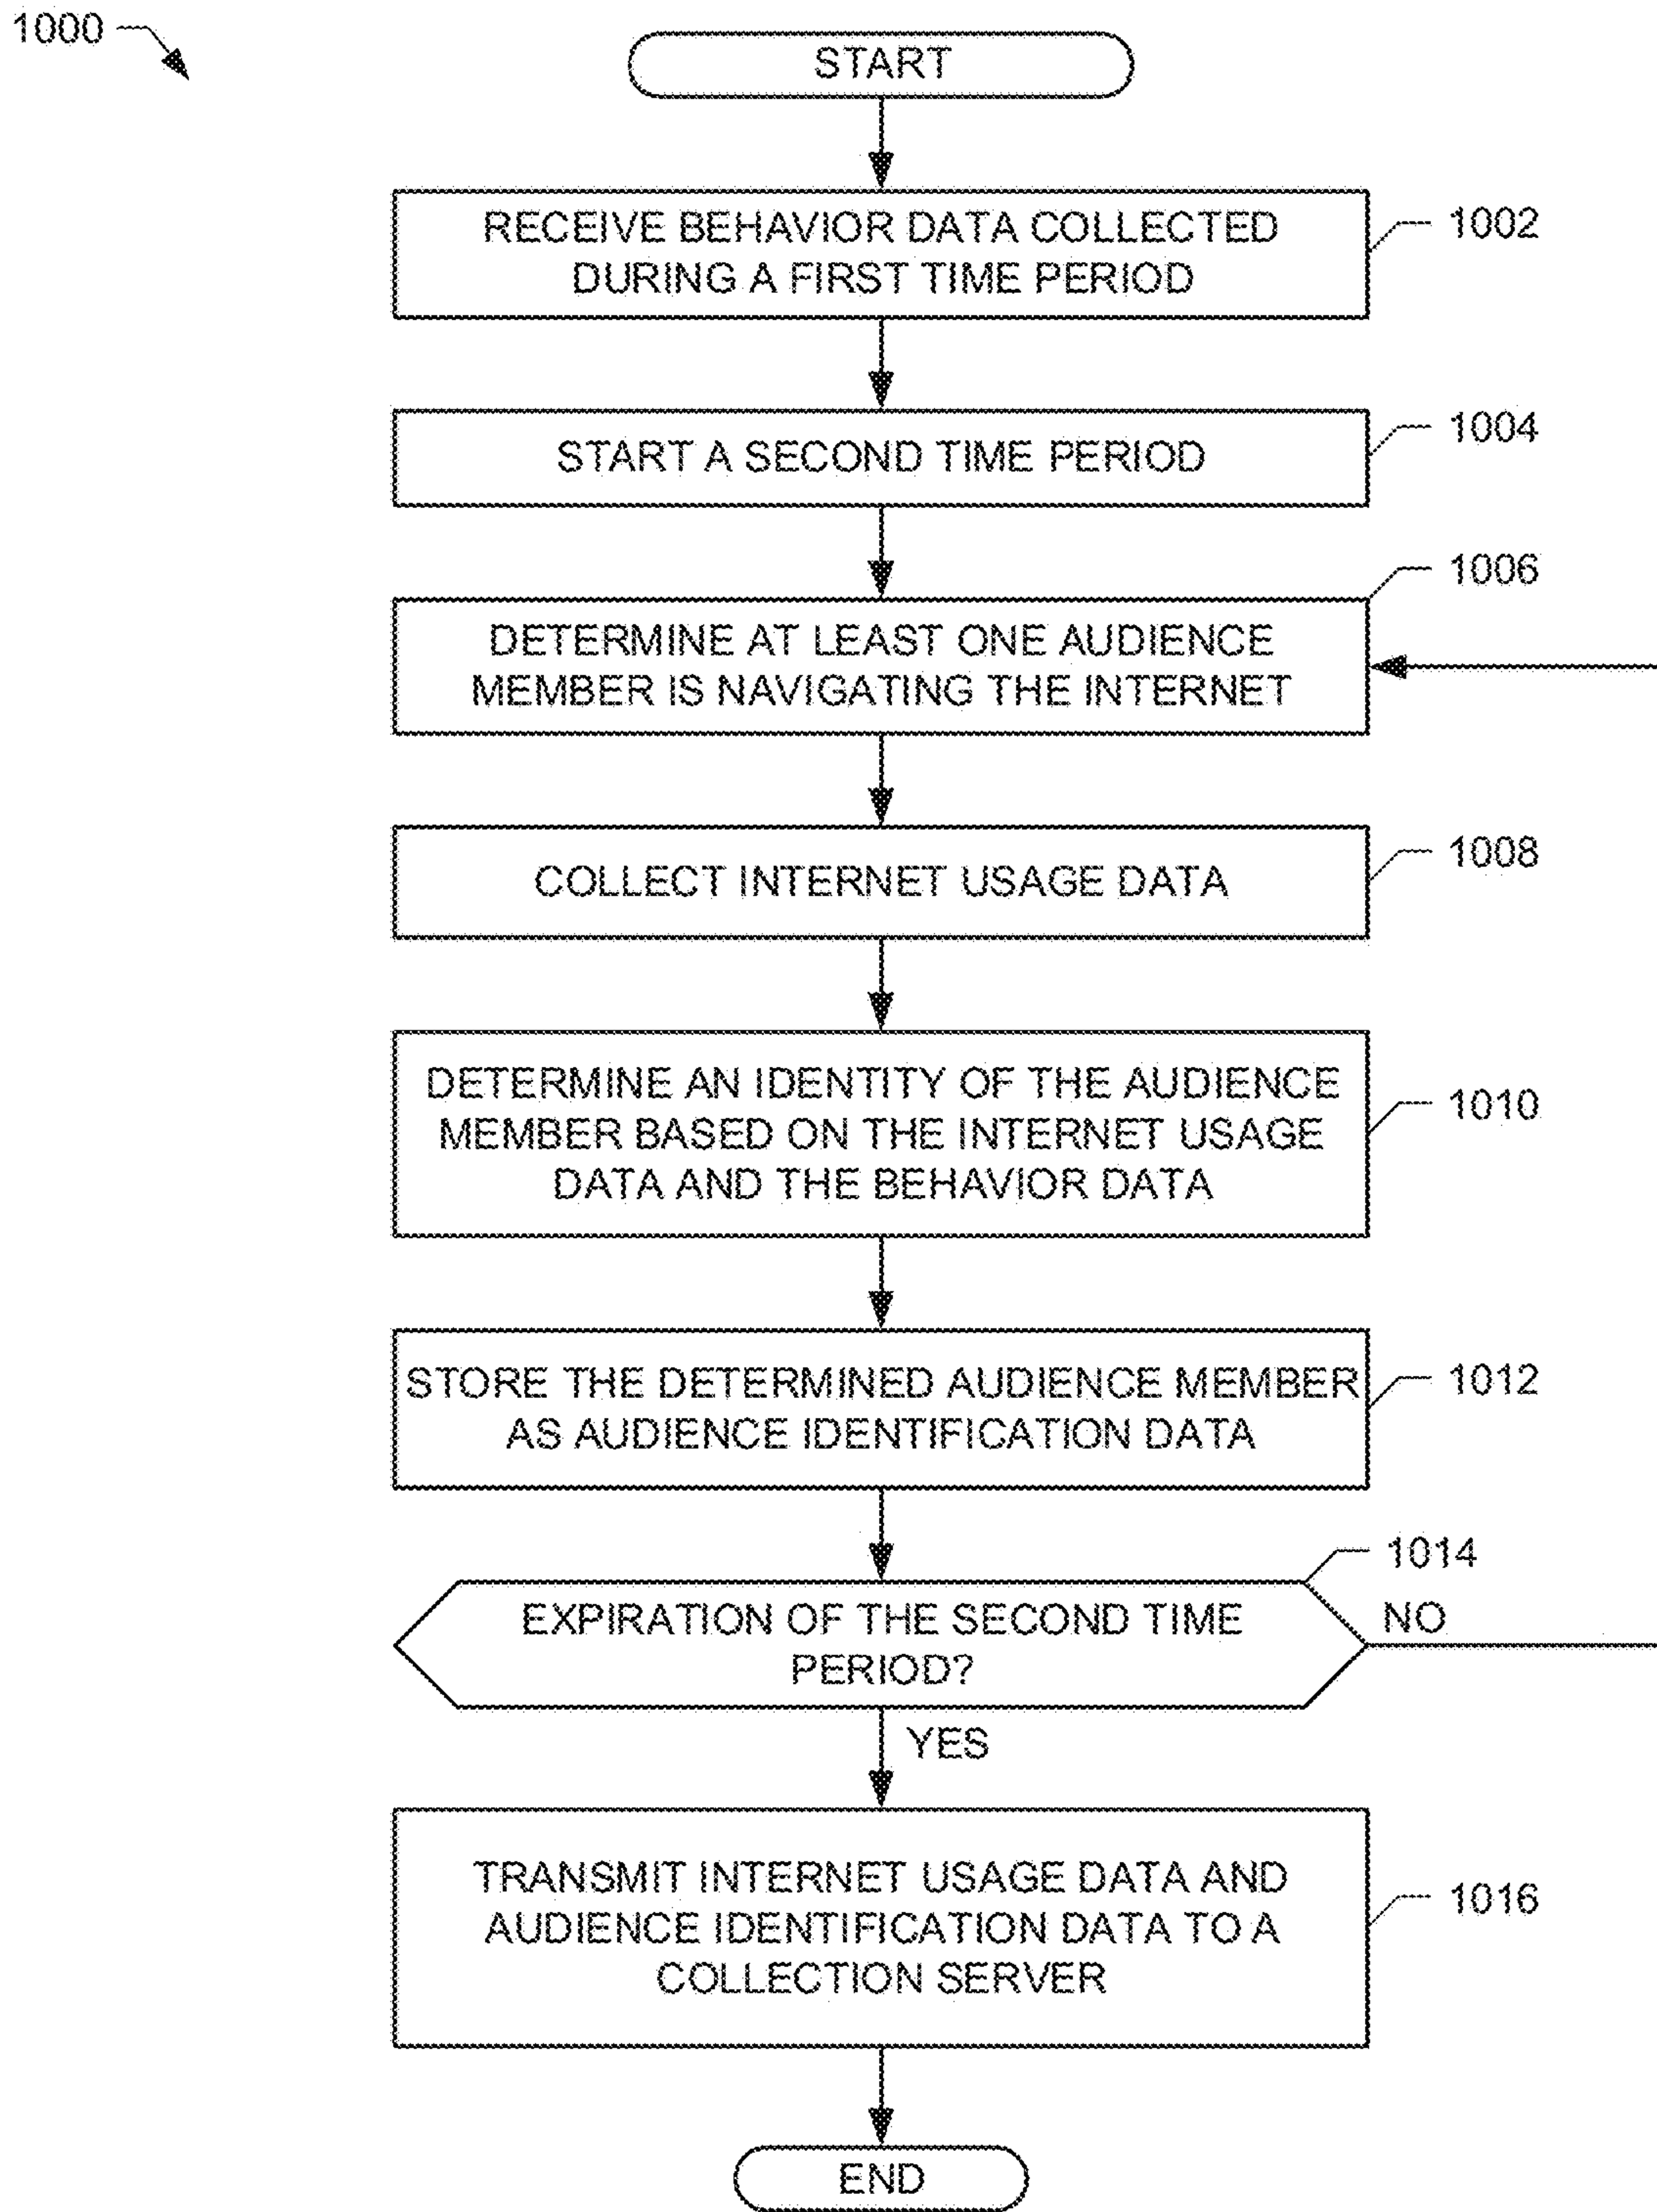 1000
START
RECEIVE BEHAVIOR DATA COLLECTED
DURING A FIRST TIME PERIOD
1002
START A SECOND TIME PERIOD
1004
1006
DETERMINE AT LEAST ONE AUDIENCE
MEMBER IS NAVIGATING THE INTERNET
COLLECT INTERNET USAGE DATA
1008
DETERMINE AN IDENTITY OF THE AUDIENCE
MEMBER BASED ON THE INTERNET USAGE
DATA AND THE BEHAVIOR DATA
1010
STORE THE DETERMINED AUDIENCE MEMBER
AS AUDIENCE IDENTIFICATION DATA
1012
1014
EXPIRATION OF THE SECOND TIME
PERIOD?
NO
YES
TRANSMIT INTERNET USAGE DATA AND
AUDIENCE IDENTIFICATION DATA TO A
COLLECTION SERVER
1016
END